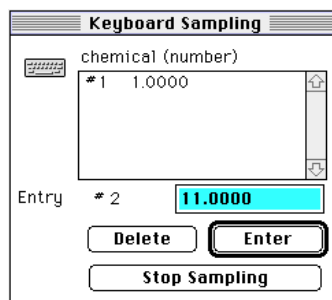 Keyboard Sampling
chemical (number)
#1 1.0000
Entry # 2 11.0000
Delete Enter
Stop Sampling